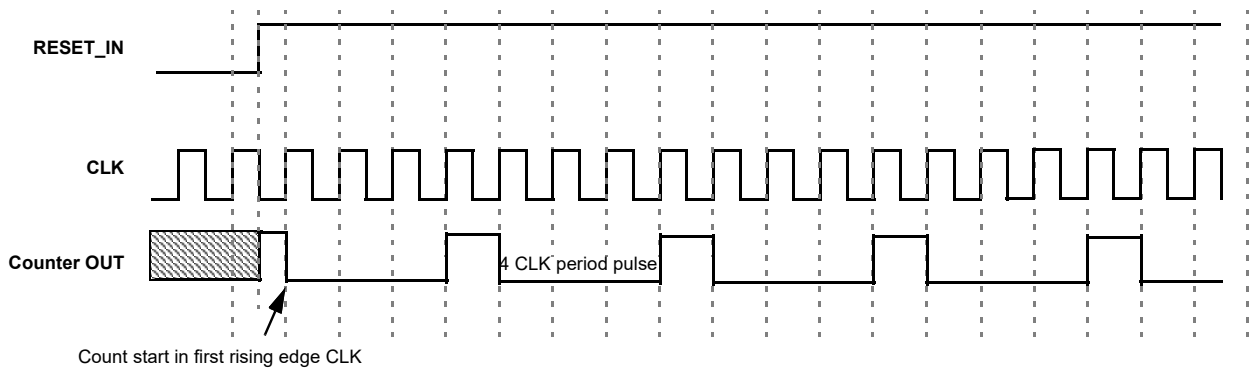 RESET_IN
CLK
Counter OUT
4 CLK period pulse
Count start in first rising edge CLK